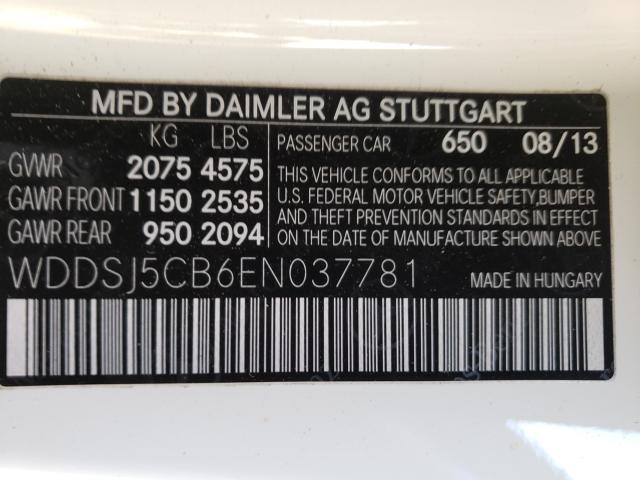 MFD BY DAIMLER AG STUTTGART
KG LBS
GVWR 2075 4575
GAWR FRONT 1150 2535
GAWR REAR 950 2094
PASSENGER CAR 650 08/13
THIS VEHICLE CONFORMS TO ALL APPLICABLE
U.S. FEDERAL MOTOR VEHICLE SAFETY,BUMPER
AND THEFT PREVENTION STANDARDS IN EFFECT
ON THE DATE OF MANUFACTURE SHOWN ABOVE.
WDDSJ5CB6EN037781
MADE IN HUNGARY